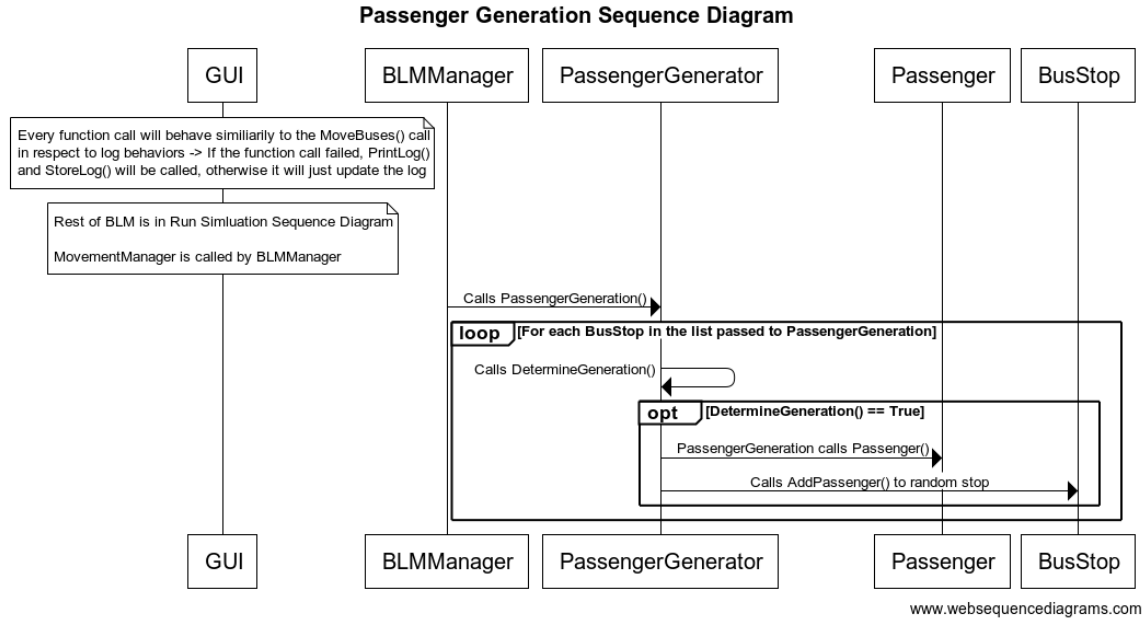 Passenger Generation Sequence Diagram
GUI
BLMManager
PassengerGenerator
Passenger
BusStop
Every function call will behave similiarily to the MoveBuses() call
in respect to log behaviors -> If the function call failed, PrintLog()
and StoreLog() will be called, otherwise it will just update the log
Rest of BLM is in Run Simluation Sequence Diagram
MovementManager is called by BLMManager
Calls PassengerGeneration()
loop
[For each BusStop in the list passed to PassengerGeneration]
Calls DetermineGeneration()
opt
[DetermineGeneration() == True]
PassengerGeneration calls Passenger()
Calls AddPassenger() to random stop
GUI
BLMManager
PassengerGenerator
Passenger
BusStop
www.websequencediagrams.com